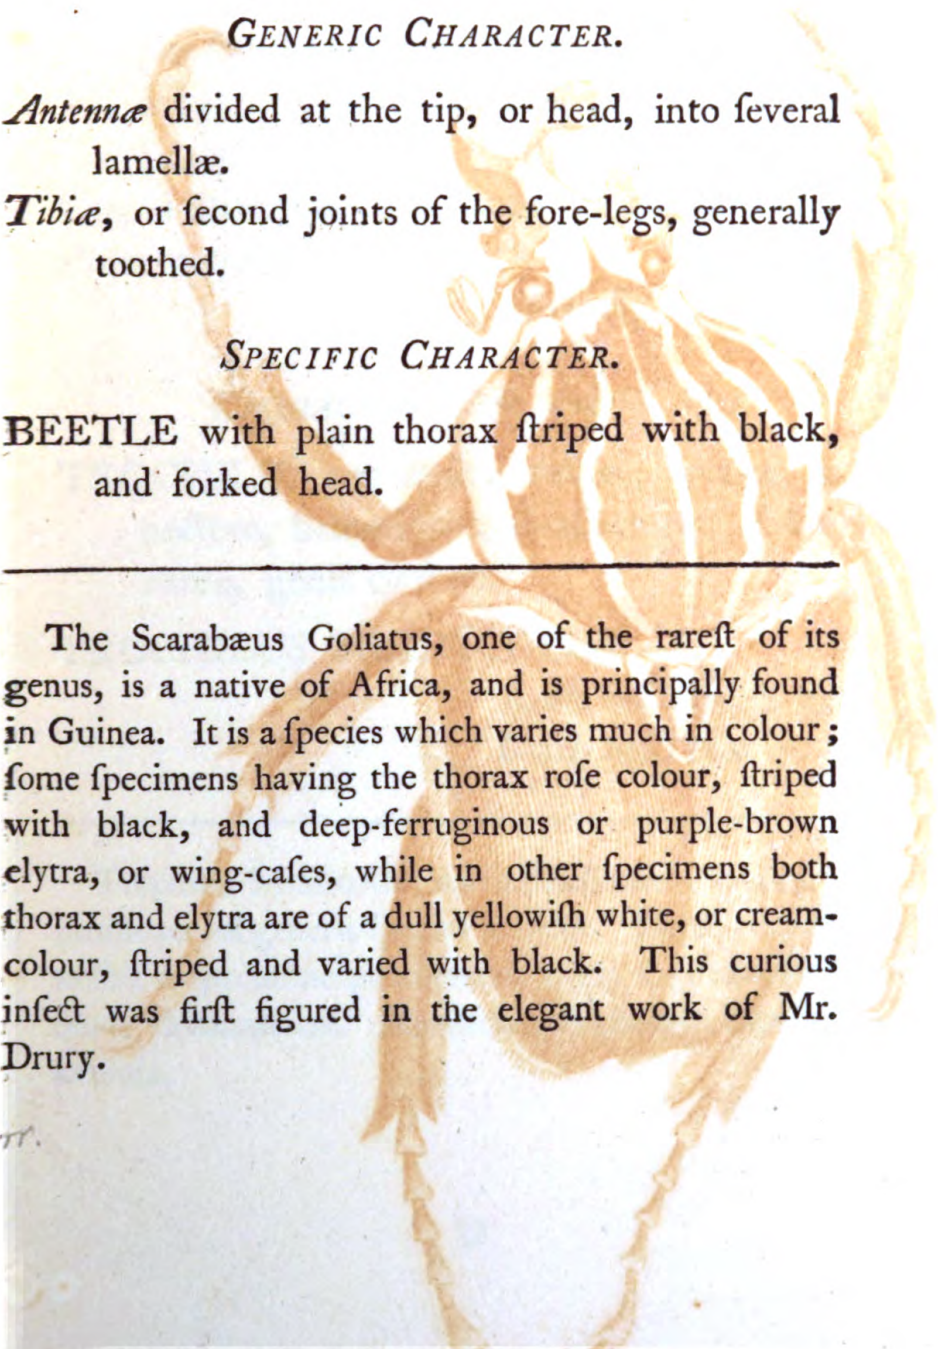 GENERIC CHARACTER.
Antennæ divided at the tip, or head, into ſeveral
lamellæ.
Tibiæ, or ſecond joints of the fore-legs, generally
toothed.
SPECIFIC CHARACTER.
BEETLE with plain thorax ſtriped with black,
and forked head.
The Scarabæus Goliatus, one of the rareſt of its
genus, is a native of Africa, and is principally found
in Guinea. It is a ſpecies which varies much in colour;
ſome ſpecimens having the thorax roſe colour, ſtriped
with black, and deep-ferruginous or purple-brown
elytra, or wing-caſes, while in other ſpecimens both
thorax and elytra are of a dull yellowiſh white, or cream-
colour, ſtriped and varied with black. This curious
inſect was firſt figured in the elegant work of Mr.
Drury.